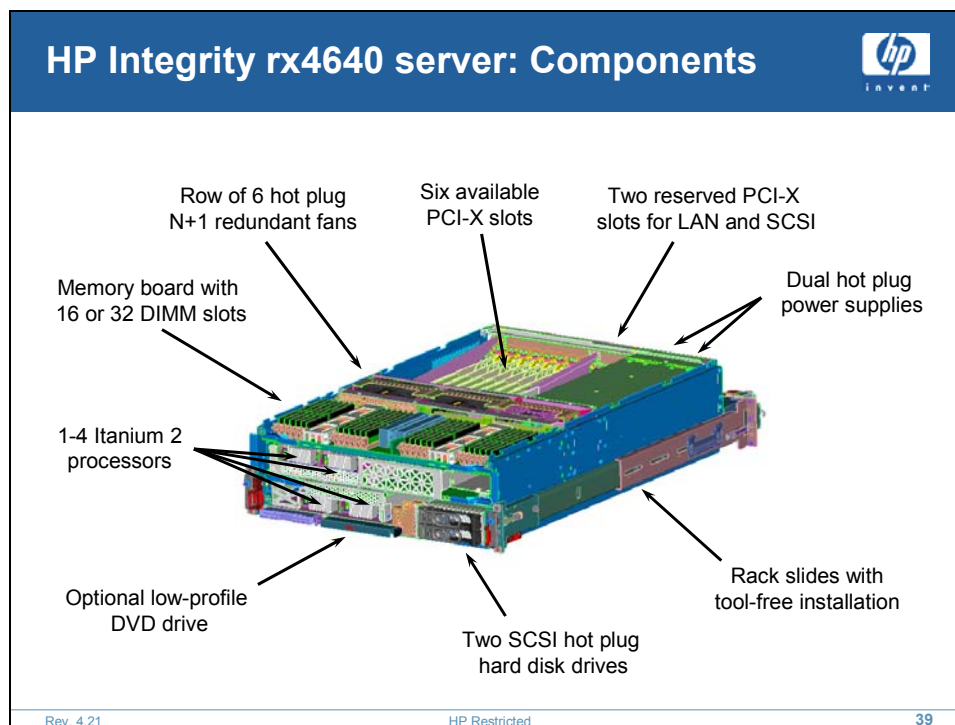 HP Integrity rx4640 server: Components
hp
invent
Row of 6 hot plug
N+1 redundant fans
Six available
PCI-X slots
Two reserved PCI-X
slots for LAN and SCSI
Memory board with
16 or 32 DIMM slots
Dual hot plug
power supplies
1-4 Itanium 2
processors
Optional low-profile
DVD drive
Two SCSI hot plug
hard disk drives
Rack slides with
tool-free installation
Rev. 4.21
HP Restricted
39